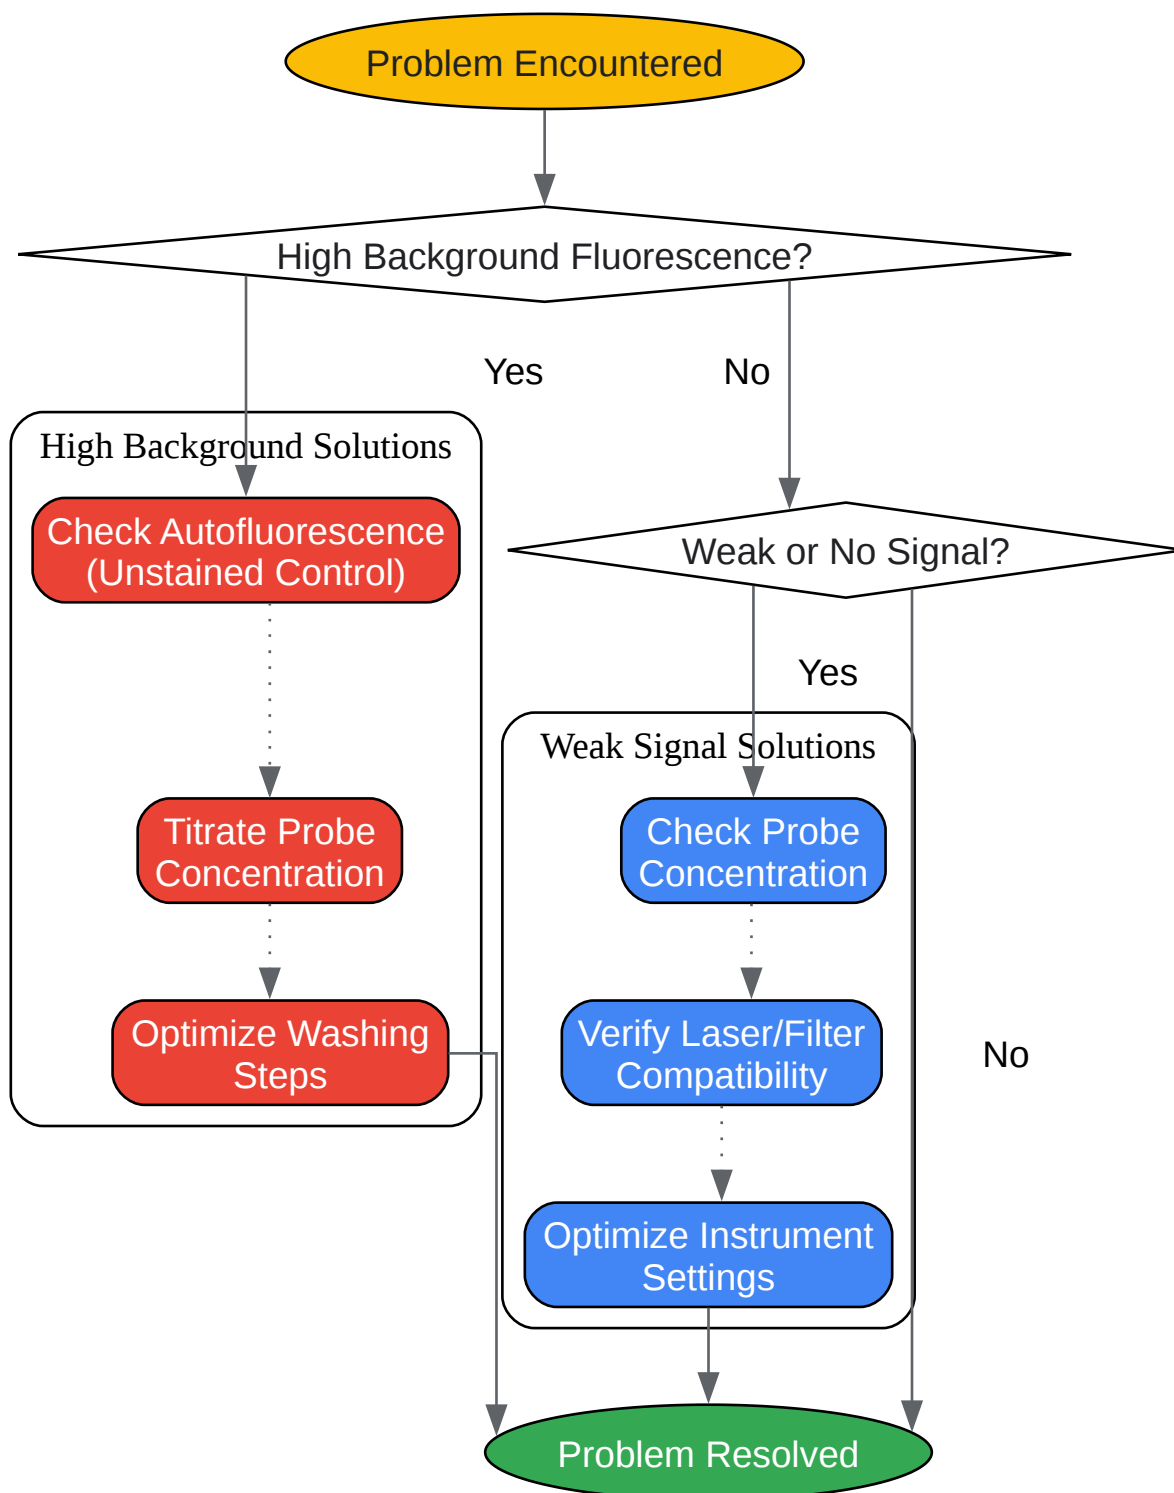 Problem Encountered
High Background Fluorescence?
Yes
No
High Background Solutions
Check Autofluorescence
(Unstained Control)
Weak or No Signal?
Yes
Weak Signal Solutions
Titrate Probe
Concentration
Check Probe
Concentration
Optimize Washing
Steps
Verify Laser/Filter
Compatibility
No
Optimize Instrument
Settings
Problem Resolved